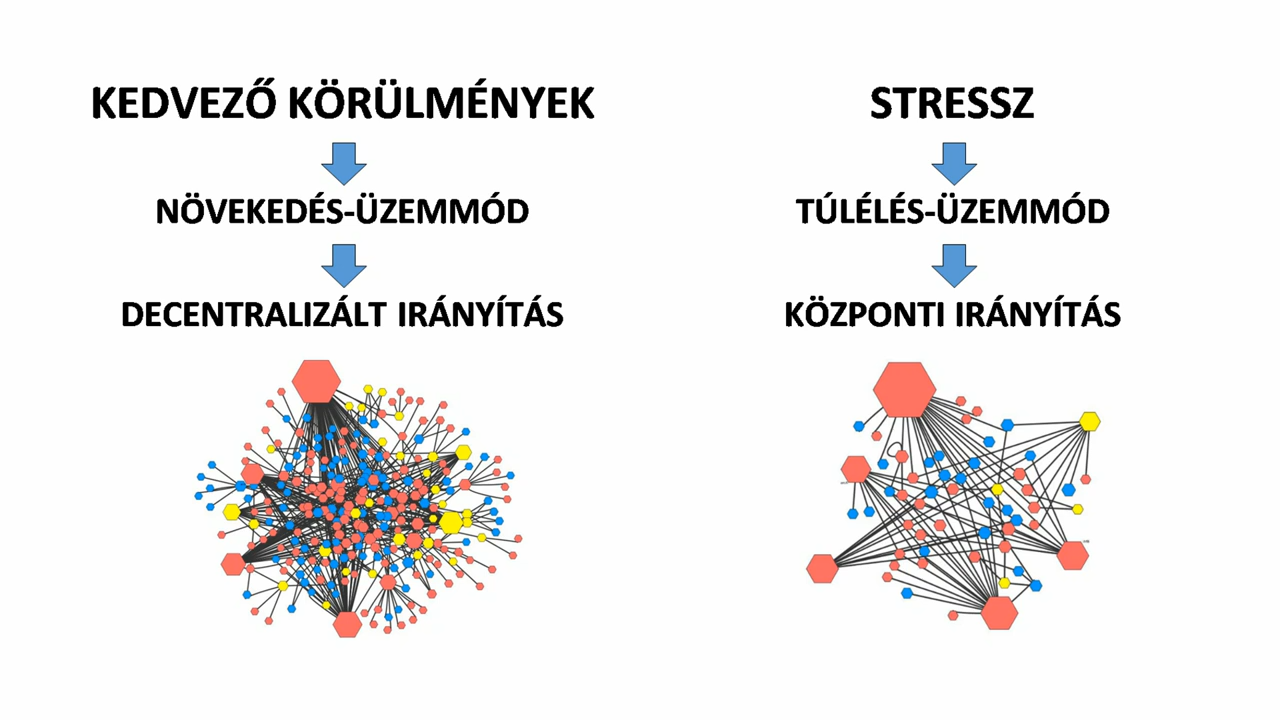 KEDVEZŐ KÖRÜLMÉNYEK
NÖVEKEDÉS-ÜZEMMÓD
DECENTRALIZÁLT IRÁNYÍTÁS
STRESSZ
TÚLÉLÉS-ÜZEMMÓD
KÖZPONTI IRÁNYÍTÁS